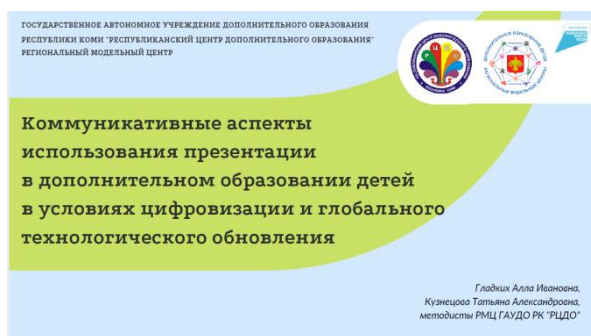 ГОСУДАРСТВЕННОЕ АВТОНОМНОЕ УЧРЕЖДЕНИЕ ДОПОЛНИТЕЛЬНОГО ОБРАЗОВАНИЯ
РЕСПУБЛИКИ КОМИ "РЕСПУБЛИКАНСКИЙ ЦЕНТР ДОПОЛНИТЕЛЬНОГО ОБРАЗОВАНИЯ"
РЕГИОНАЛЬНЫЙ МОДЕЛЬНЫЙ ЦЕНТР
Коммуникативные аспекты
использования презентации
в дополнительном образовании детей
в условиях цифровизации и глобального
технологического обновления
Гладких Алла Ивановна,
Кузнецова Татьяна Александровна,
методисты РМЦ ГАУДО РК "РЦДО"